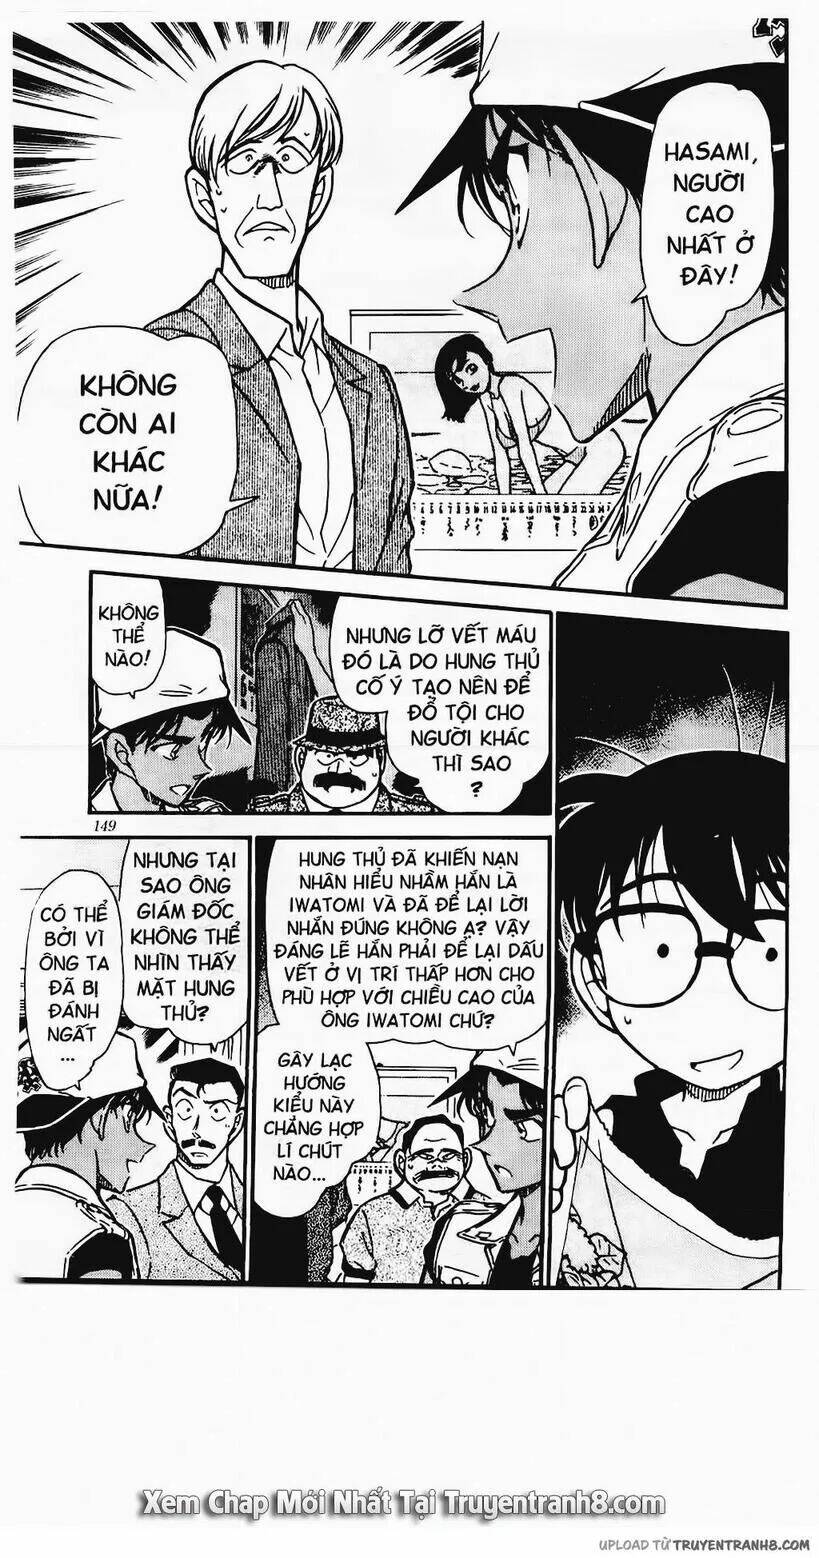 HASAMI,
NGƯỜI
CAO
NHẤT Ở
ĐÂY!
KHÔNG
CÒN AI
KHÁC
NỮA!
NHƯNG LỠ VẾT MÁU
ĐÓ LÀ DO HUNG THỦ
CỐ Ý TẠO NÊN ĐỂ
ĐỔ TỘI CHO
NGƯỜI KHÁC
THÌ SAO
?
KHÔNG
THỂ
NÀO!
149
HUNG THỦ ĐÃ KHIẾN NẠN
NHÂN HIỂU NHẦM HẮN LÀ
IWATOMI VÀ ĐÃ ĐỂ LẠI LỜI
NHẮN ĐÚNG KHÔNG Ạ? VẬY
ĐÁNG LẼ HẮN PHẢI ĐỂ LẠI DẤU
VẾT Ở VỊ TRÍ THẤP HƠN CHO
PHÙ HỢP VỚI CHIỀU CAO CỦA
ÔNG IWATOMI CHỨ?
GÂY LẠC
HƯỚNG
KIỂU NÀY
CHẲNG HỢP
LÍ CHÚT
NÀO...
NHƯNG TẠI
SAO ÔNG
GIÁM ĐỐC
KHÔNG THỂ
NHÌN THẤY
MẶT HUNG
THỦ?
CÓ THỂ
BỞI VÌ
ÔNG TA
ĐÃ BỊ
ĐÁNH
NGẤT
...
Xem Chap Mới Nhất Tại Truyentranh8.com
UPLOAD TỪ TRUYENTRANH8.COM